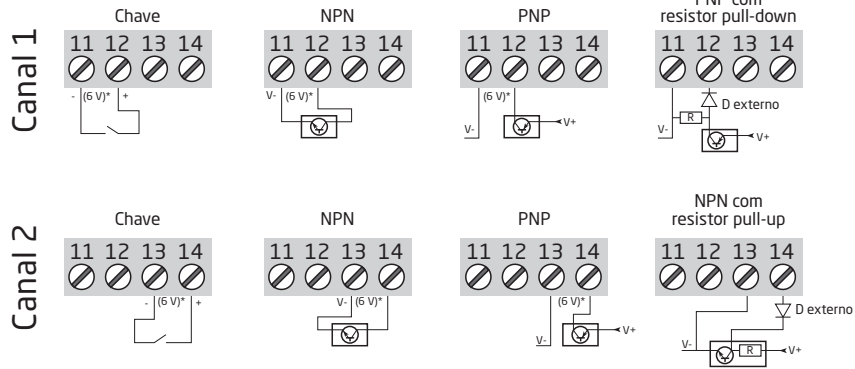 Canal 1
Chave
11 12 13 14
- (6 V)* +
NPN
11 12 13 14
V- (6 V)*
PNP
11 12 13 14
(6 V)*
V-
V+
PNP com
resistor pull-down
11 12 13 14
D externo
R
V-
V+
Canal 2
Chave
11 12 13 14
- (6 V)* +
NPN
11 12 13 14
V- (6 V)*
PNP
11 12 13 14
(6 V)*
V-
V+
NPN com
resistor pull-up
11 12 13 14
D externo
V-
R
V+